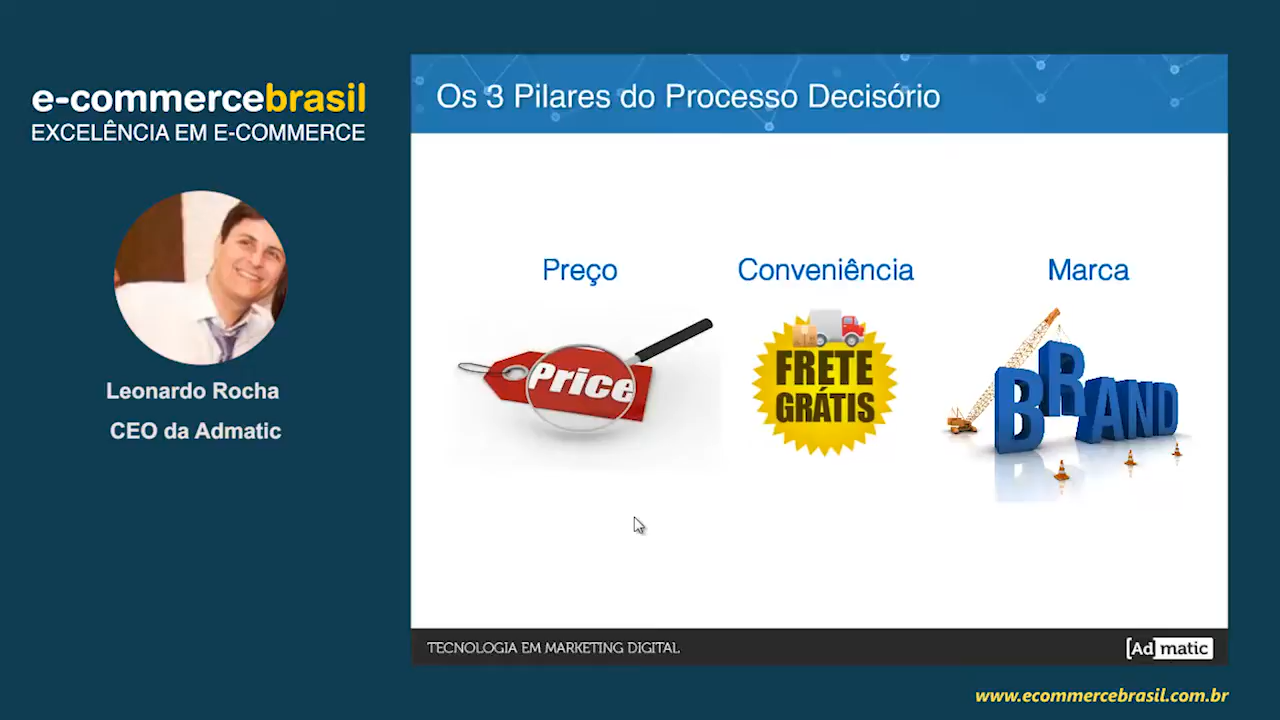 e-commercebrasil
EXCELÊNCIA EM E-COMMERCE
Leonardo Rocha
CEO da Admatic
Os 3 Pilares do Processo Decisório
Preço
Conveniência
Marca
Price
FRETE
GRÁTIS
BRAND
TECNOLOGIA EM MARKETING DIGITAL
[Ad]matic
www.ecommercebrasil.com.br